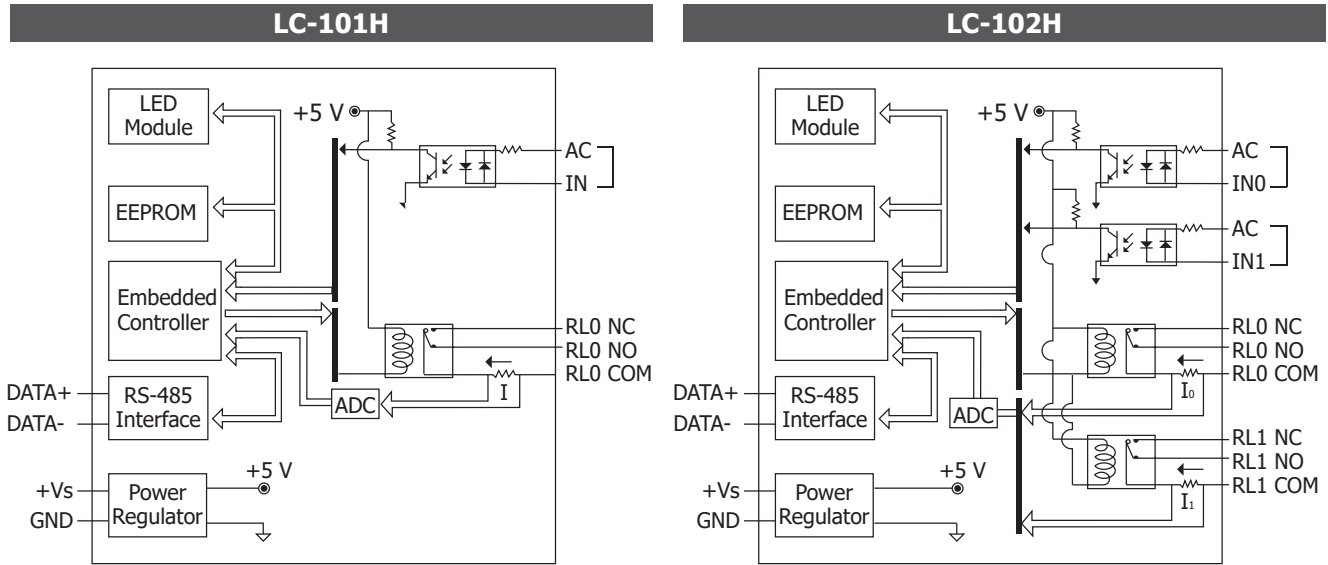 LC-101H
LED
Module
+5 V
AC
IN
EEPROM
Embedded
Controller
RL0 NC
RL0 NO
RL0 COM
I
ADC
DATA+
DATA-
RS-485
Interface
+5 V
+Vs
GND
Power
Regulator
LC-102H
LED
Module
+5 V
AC
IN0
EEPROM
AC
IN1
Embedded
Controller
RL0 NC
RL0 NO
RL0 COM
I0
ADC
DATA+
DATA-
RS-485
Interface
RL1 NC
RL1 NO
RL1 COM
I1
+5 V
+Vs
GND
Power
Regulator